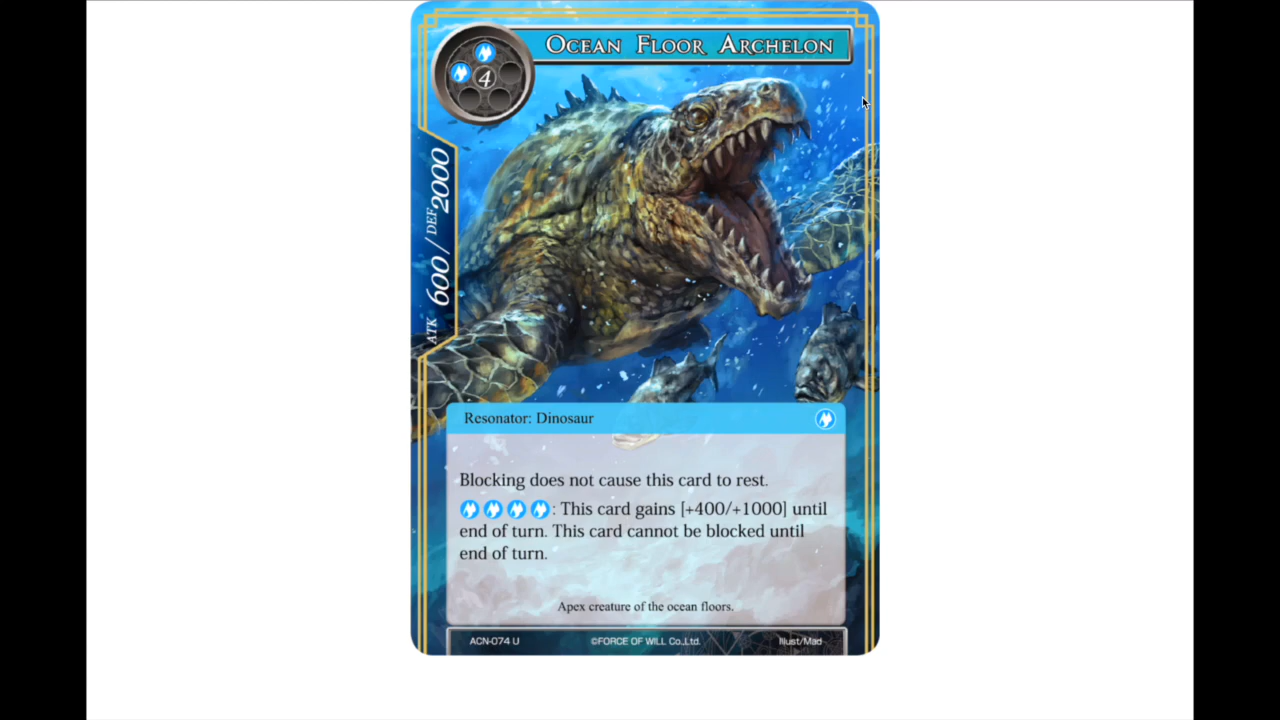 Ocean Floor Archelon
4
ATK 600 / DEF 2000
Resonator: Dinosaur
Blocking does not cause this card to rest.
: This card gains [+400/+1000] until
end of turn. This card cannot be blocked until
end of turn.
Apex creature of the ocean floors.
ACN-074 U ©FORCE OF WILL Co.,Ltd. Illust/Mad